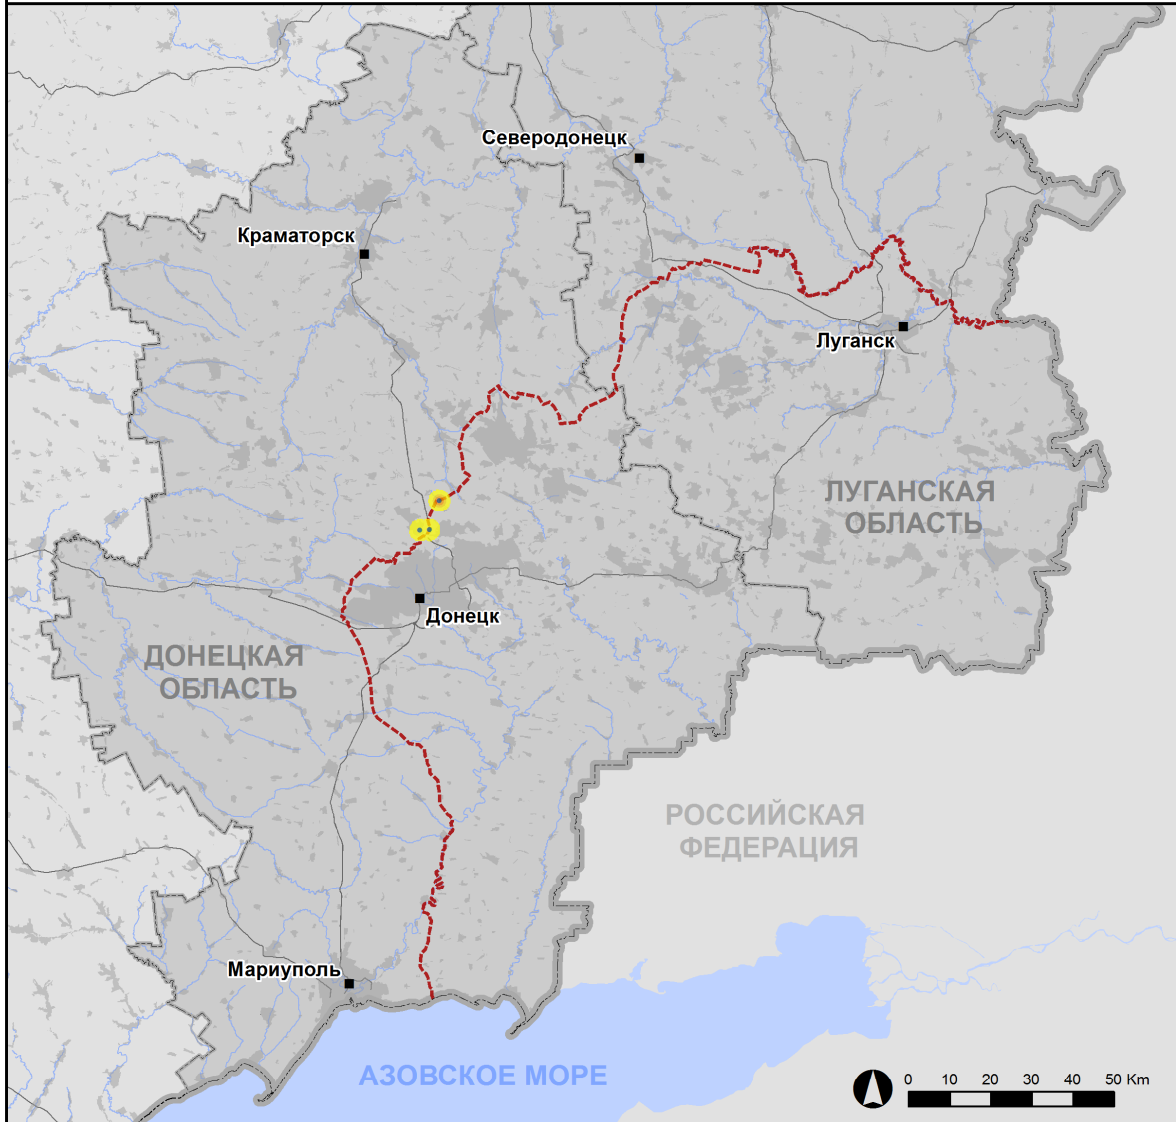 Северодонецк
Краматорск
Луганск
ЛУГАНСКАЯ
ОБЛАСТЬ
Донецк
ДОНЕЦКАЯ
ОБЛАСТЬ
РОССИЙСКАЯ
ФЕДЕРАЦИЯ
Мариуполь
АЗОВСКОЕ МОРЕ
0 10 20 30 40 50 Km